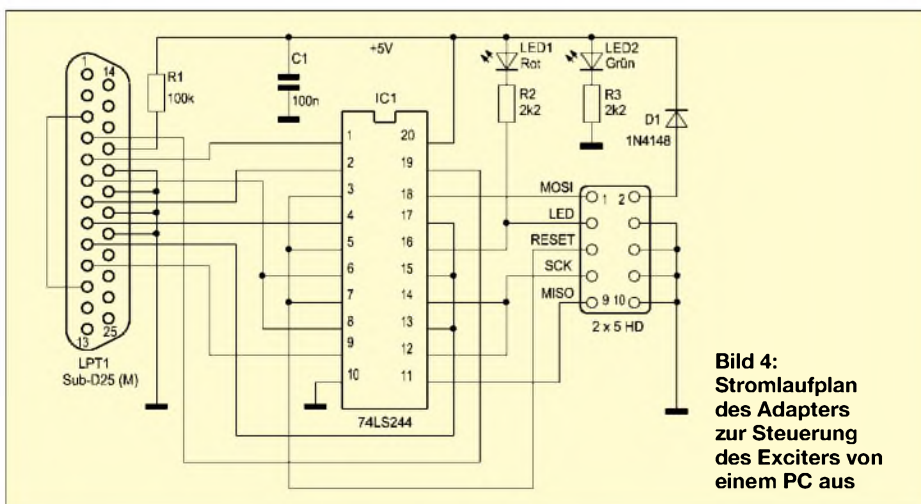 1
14
13
25
LPT1
Sub-D25 (M)
R1
100k
C1
100n
+5V
IC1
1
2
3
4
5
6
7
8
9
10
20
19
18
17
16
15
14
13
12
11
74LS244
LED1
Rot
R2
2k2
LED2
Grün
R3
2k2
D1
1N4148
MOSI
LED
RESET
SCK
MISO
1 2
9 10
2 x 5 HD
Bild 4:
Stromlaufplan
des Adapters
zur Steuerung
des Exciters von
einem PC aus